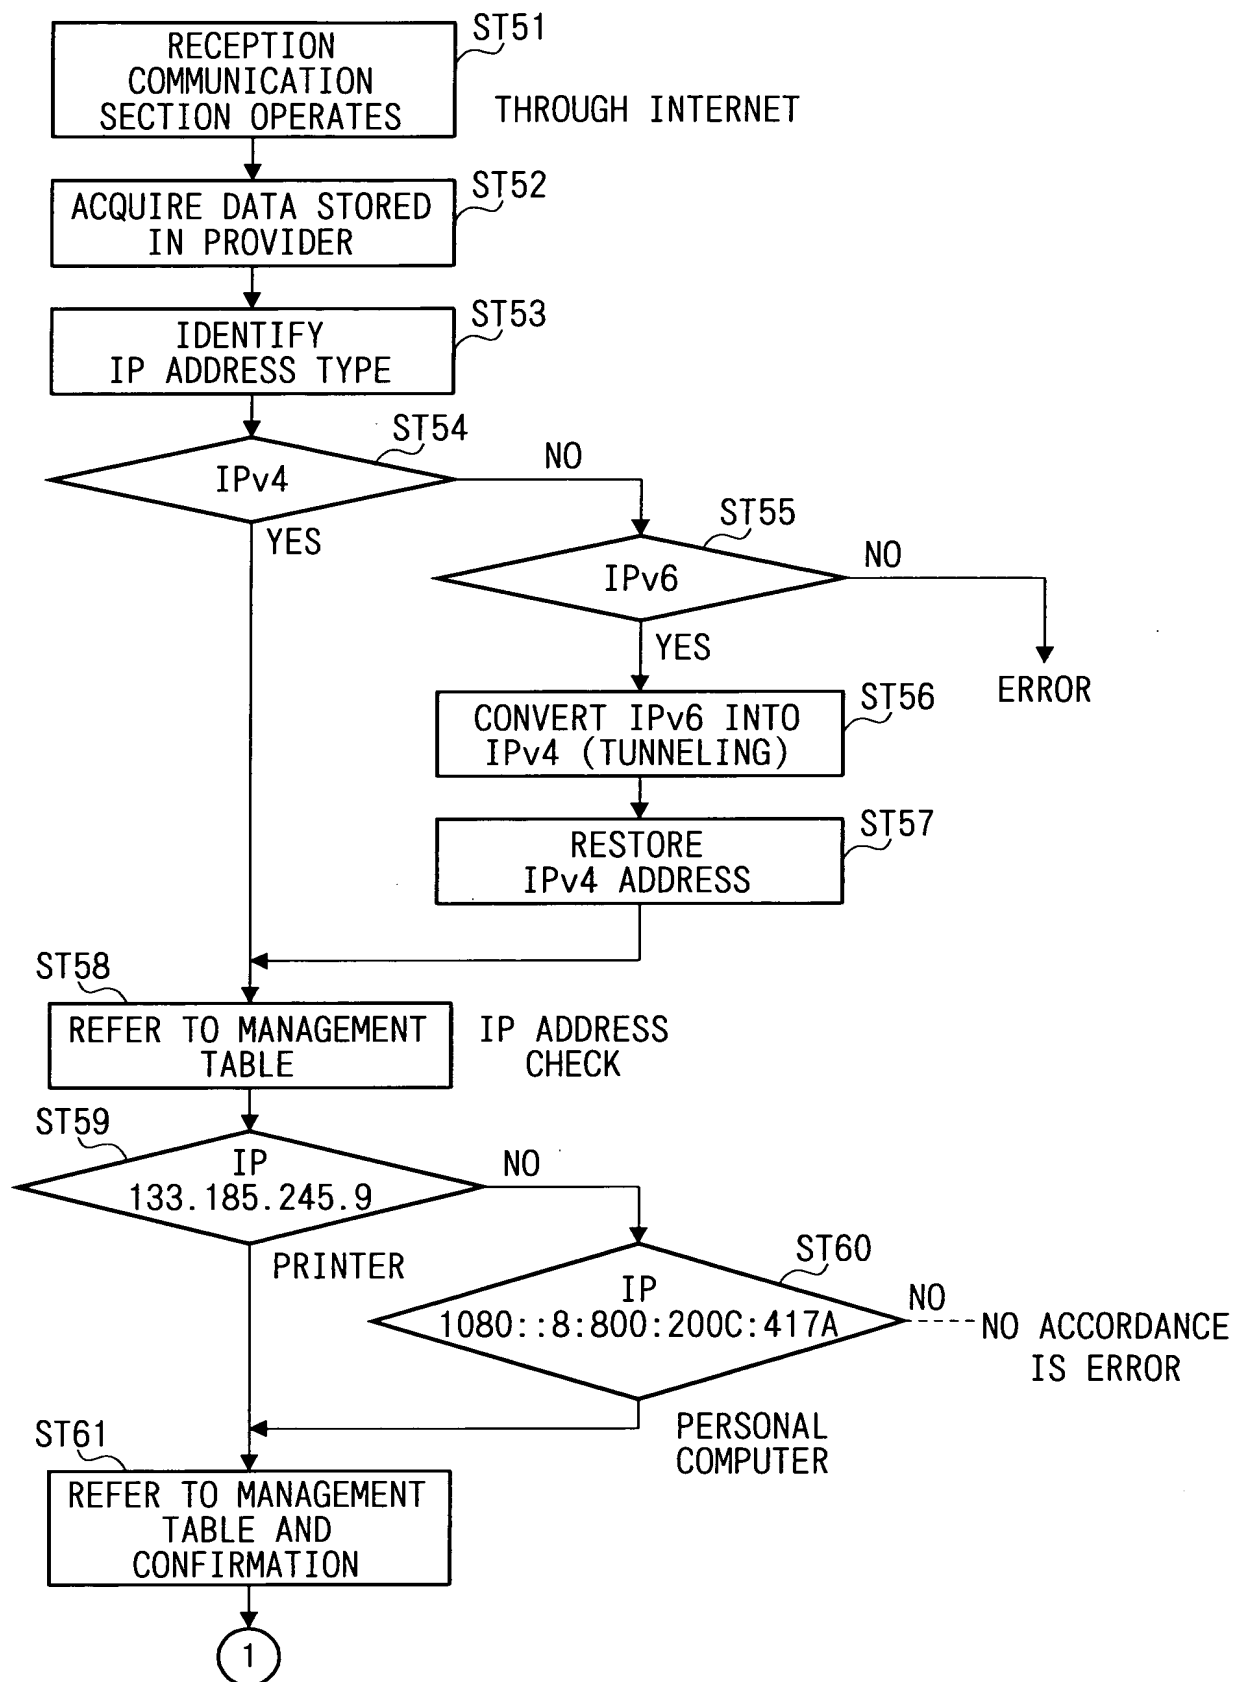 ST51
RECEPTION
COMMUNICATION
SECTION OPERATES
THROUGH INTERNET
ST52
ACQUIRE DATA STORED
IN PROVIDER
ST53
IDENTIFY
IP ADDRESS TYPE
ST54
IPv4
NO
YES
ST55
IPv6
NO
YES
ERROR
ST56
CONVERT IPv6 INTO
IPv4 (TUNNELING)
ST57
RESTORE
IPv4 ADDRESS
ST58
REFER TO MANAGEMENT
TABLE
IP ADDRESS
CHECK
ST59
IP
133.185.245.9
NO
PRINTER
ST60
IP
1080::8:800:200C:417A
NO
NO ACCORDANCE
IS ERROR
PERSONAL
COMPUTER
ST61
REFER TO MANAGEMENT
TABLE AND
CONFIRMATION
1